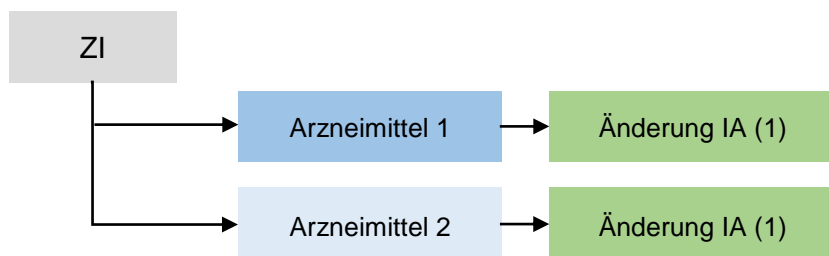 ZI
Arzneimittel 1
Änderung IA (1)
Arzneimittel 2
Änderung IA (1)